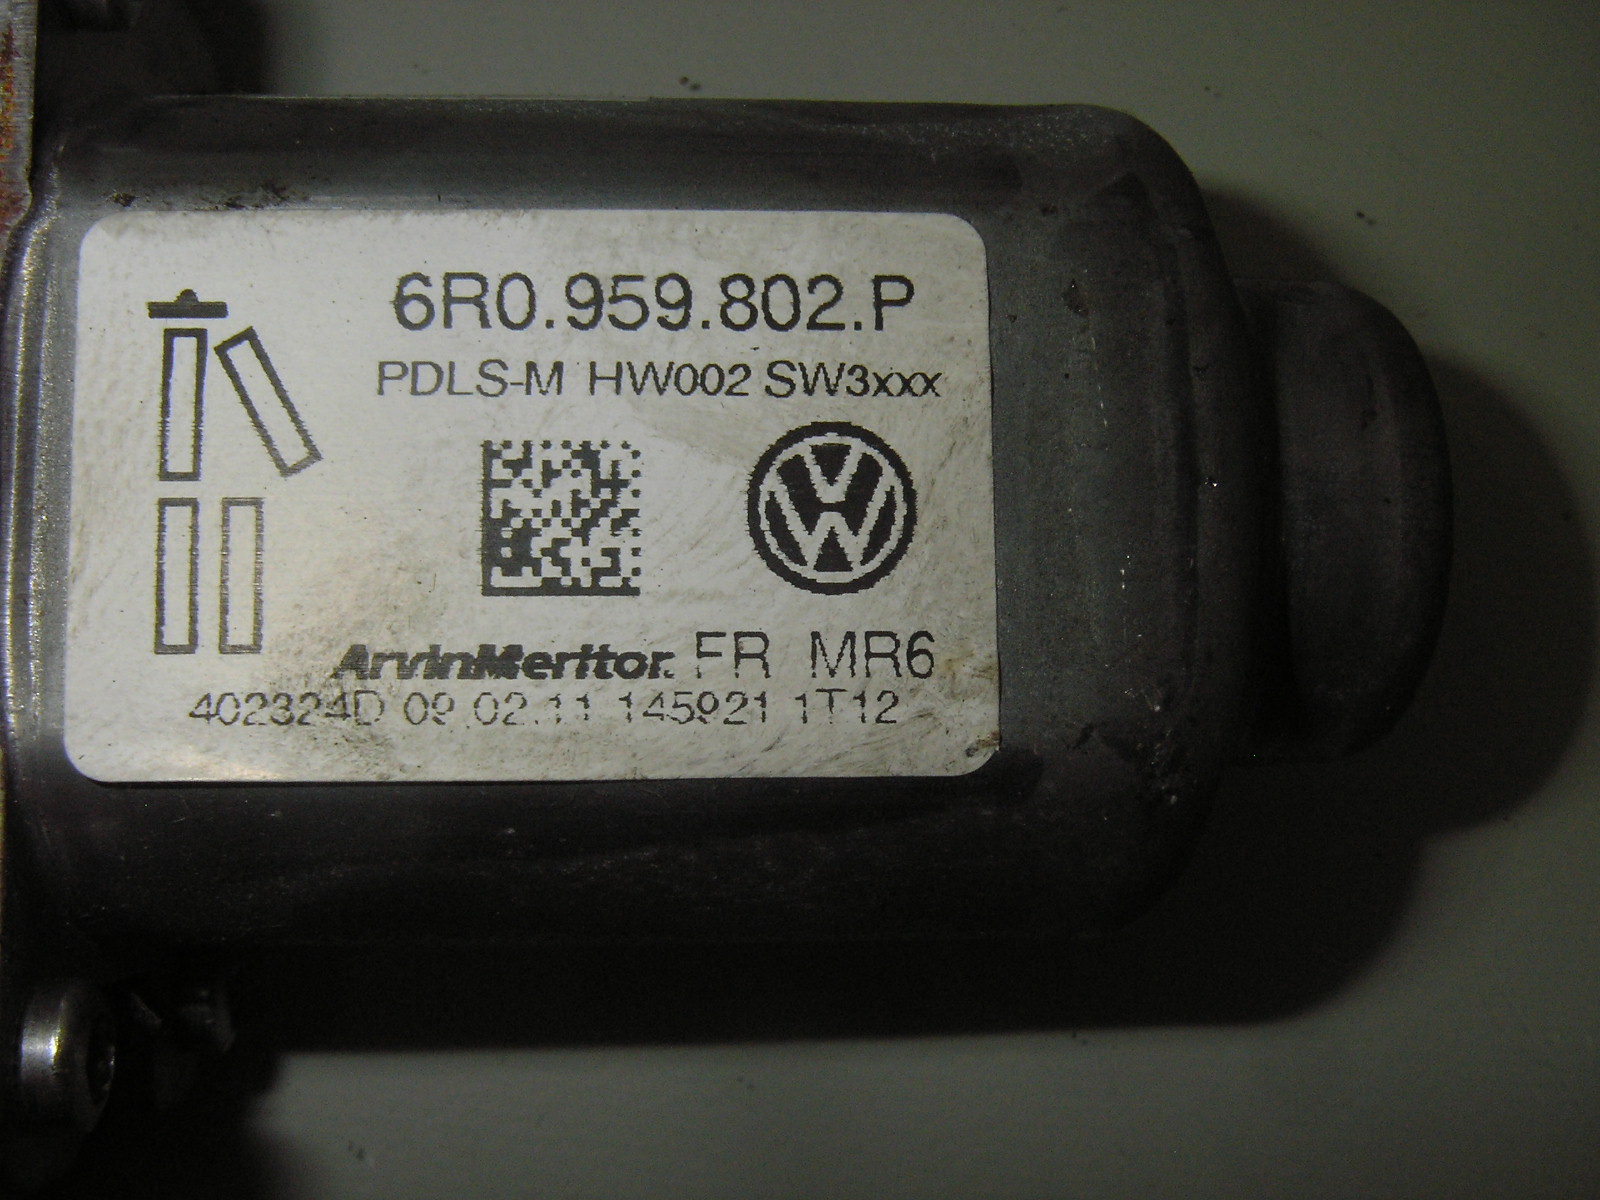 6R0.959.802.P
PDLS-M HW002 SW3xxx
ArvinMeritor. FR MR6
402324D 09.02.11 145921 1T12